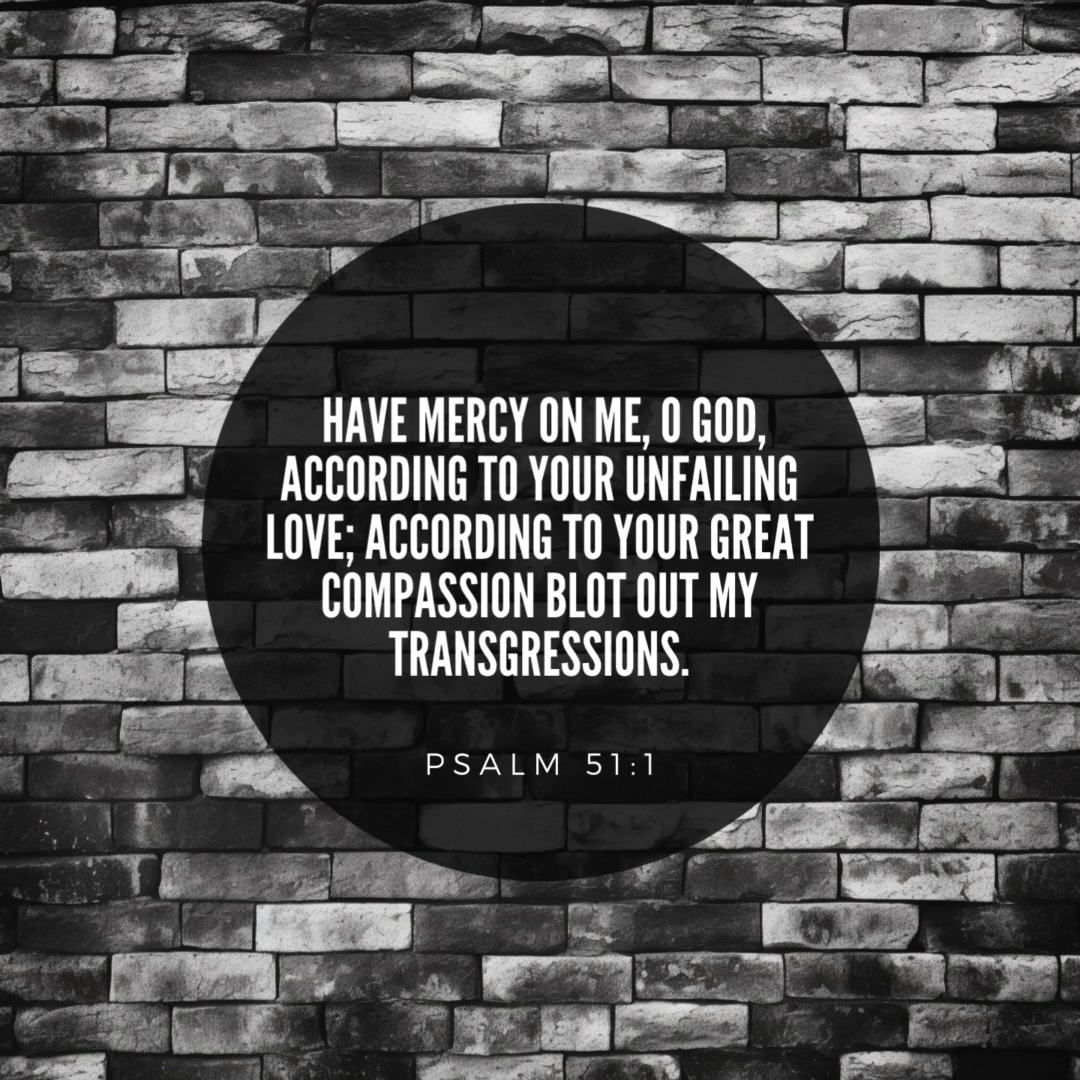 HAVE MERCY ON ME, O GOD,
ACCORDING TO YOUR UNFAILING
LOVE; ACCORDING TO YOUR GREAT
COMPASSION BLOT OUT MY
TRANSGRESSIONS.
PSALM 51:1